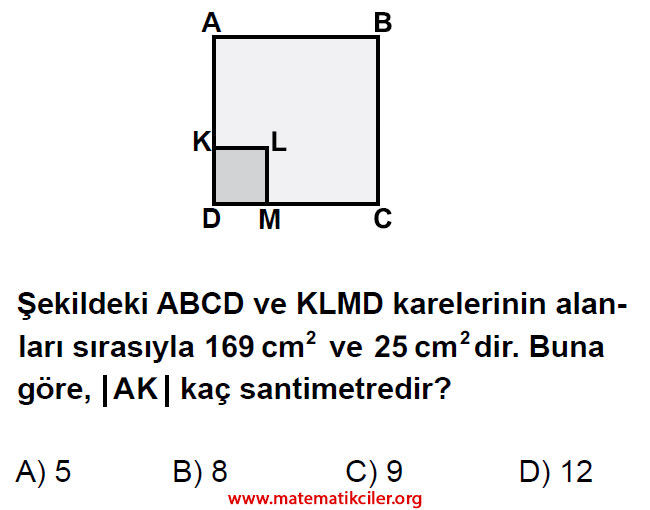 A B
K L
D M C
Şekildeki ABCD ve KLMD karelerinin alan-
ları sırasıyla 169 cm² ve 25 cm² dir. Buna
göre, |AK| kaç santimetredir?
A) 5 B) 8 C) 9 D) 12
www.matematikciler.org